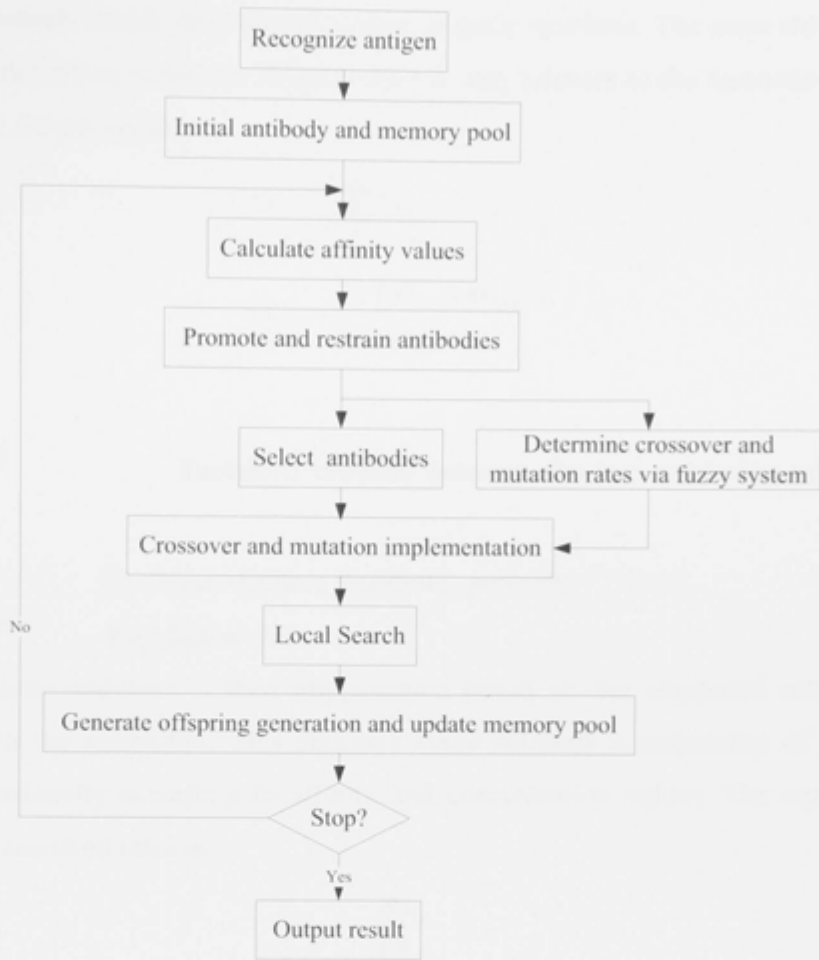 Recognize antigen
Initial antibody and memory pool
Calculate affinity values
Promote and restrain antibodies
Select antibodies
Determine crossover and
mutation rates via fuzzy system
Crossover and mutation implementation
No
Local Search
Generate offspring generation and update memory pool
Stop?
Yes
Output result